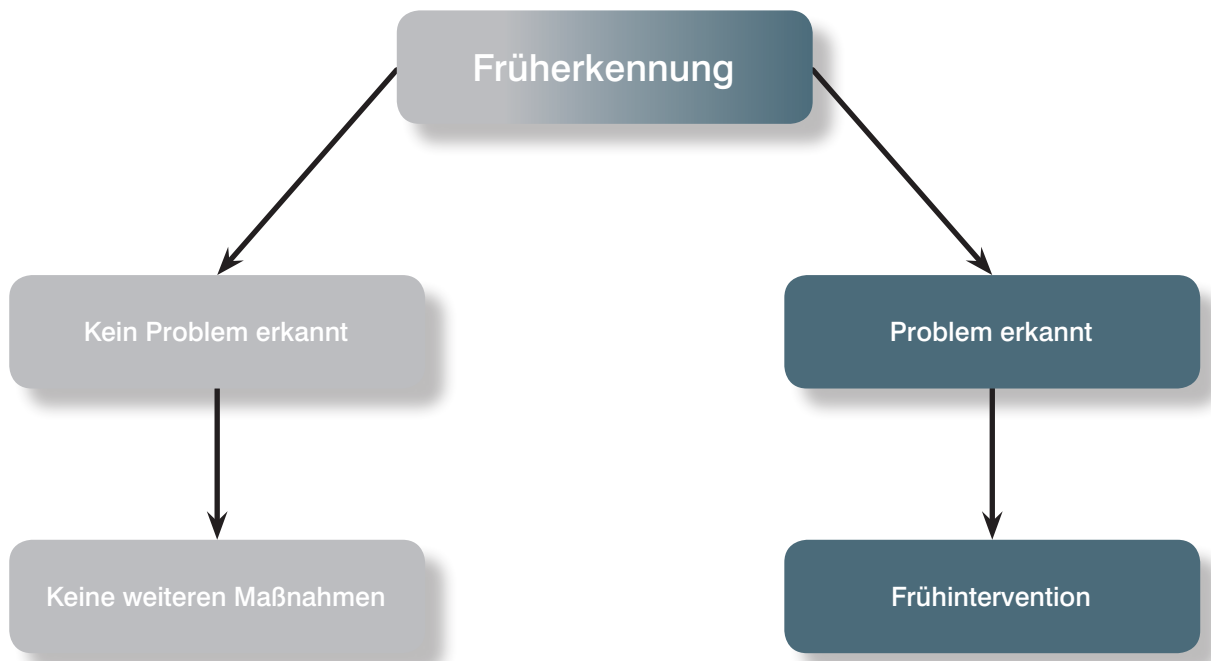 Früherkennung
Kein Problem erkannt
Problem erkannt
Keine weiteren Maßnahmen
Frühintervention